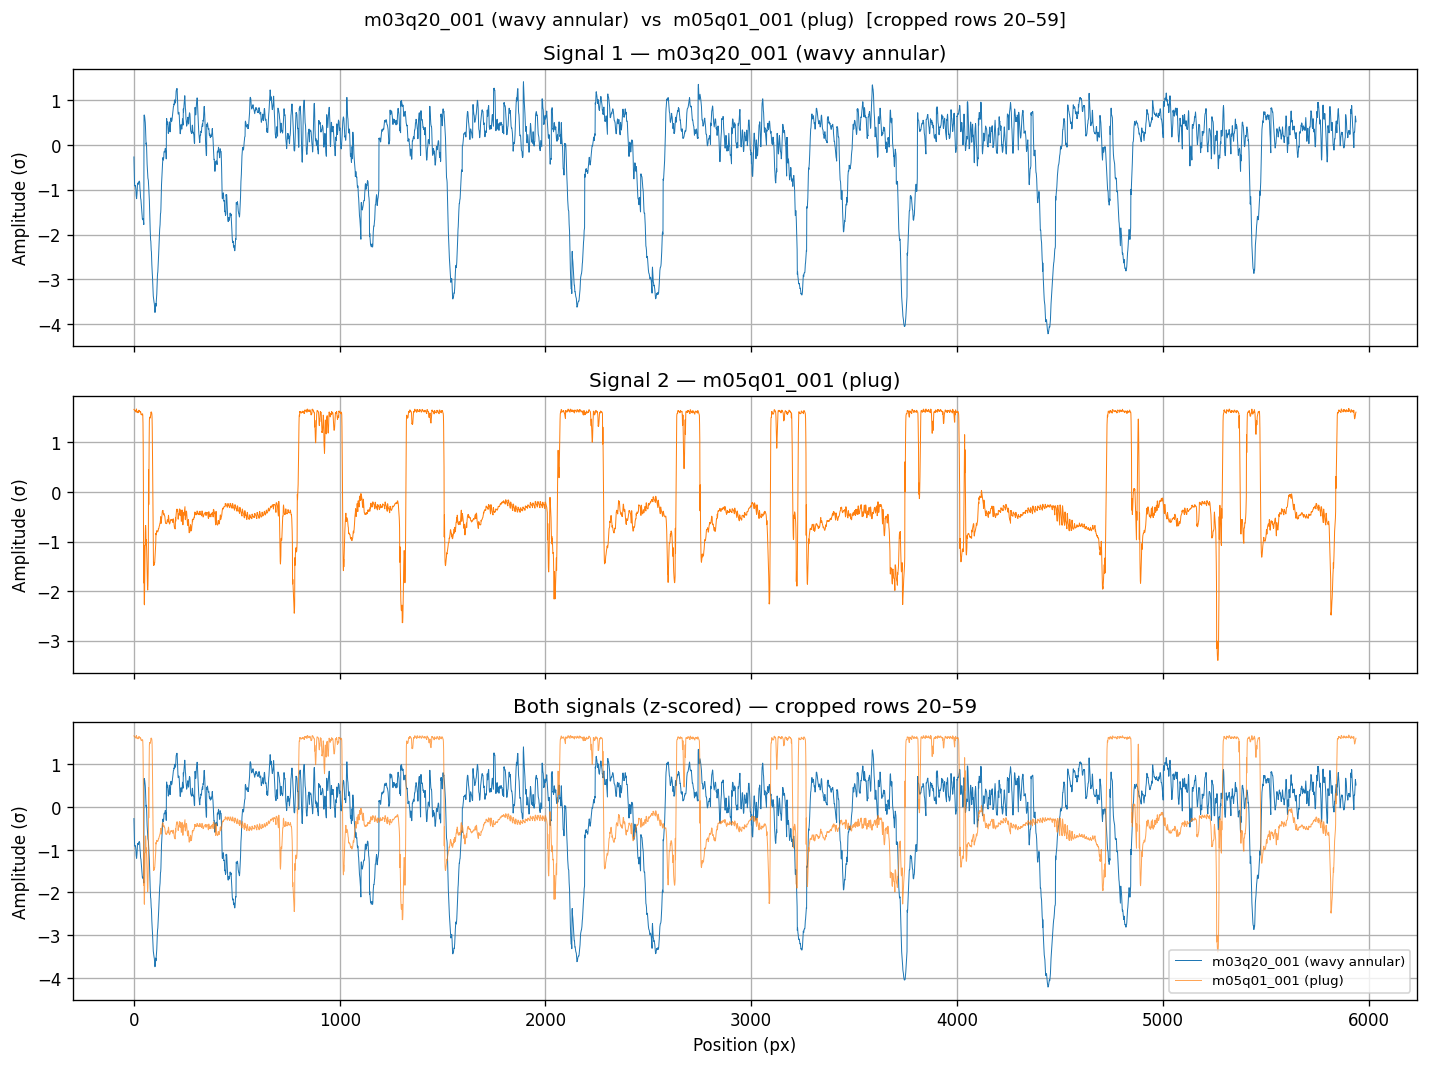 m03q20_001 (wavy annular)  vs  m05q01_001 (plug)  [cropped rows 20–59]
Signal 1 — m03q20_001 (wavy annular)
1
0
−1
−2
−3
−4
Amplitude (σ)
Signal 2 — m05q01_001 (plug)
1
0
−1
−2
−3
Amplitude (σ)
Both signals (z-scored) — cropped rows 20–59
1
0
−1
−2
−3
−4
Amplitude (σ)
m03q20_001 (wavy annular)
m05q01_001 (plug)
0 1000 2000 3000 4000 5000 6000
Position (px)